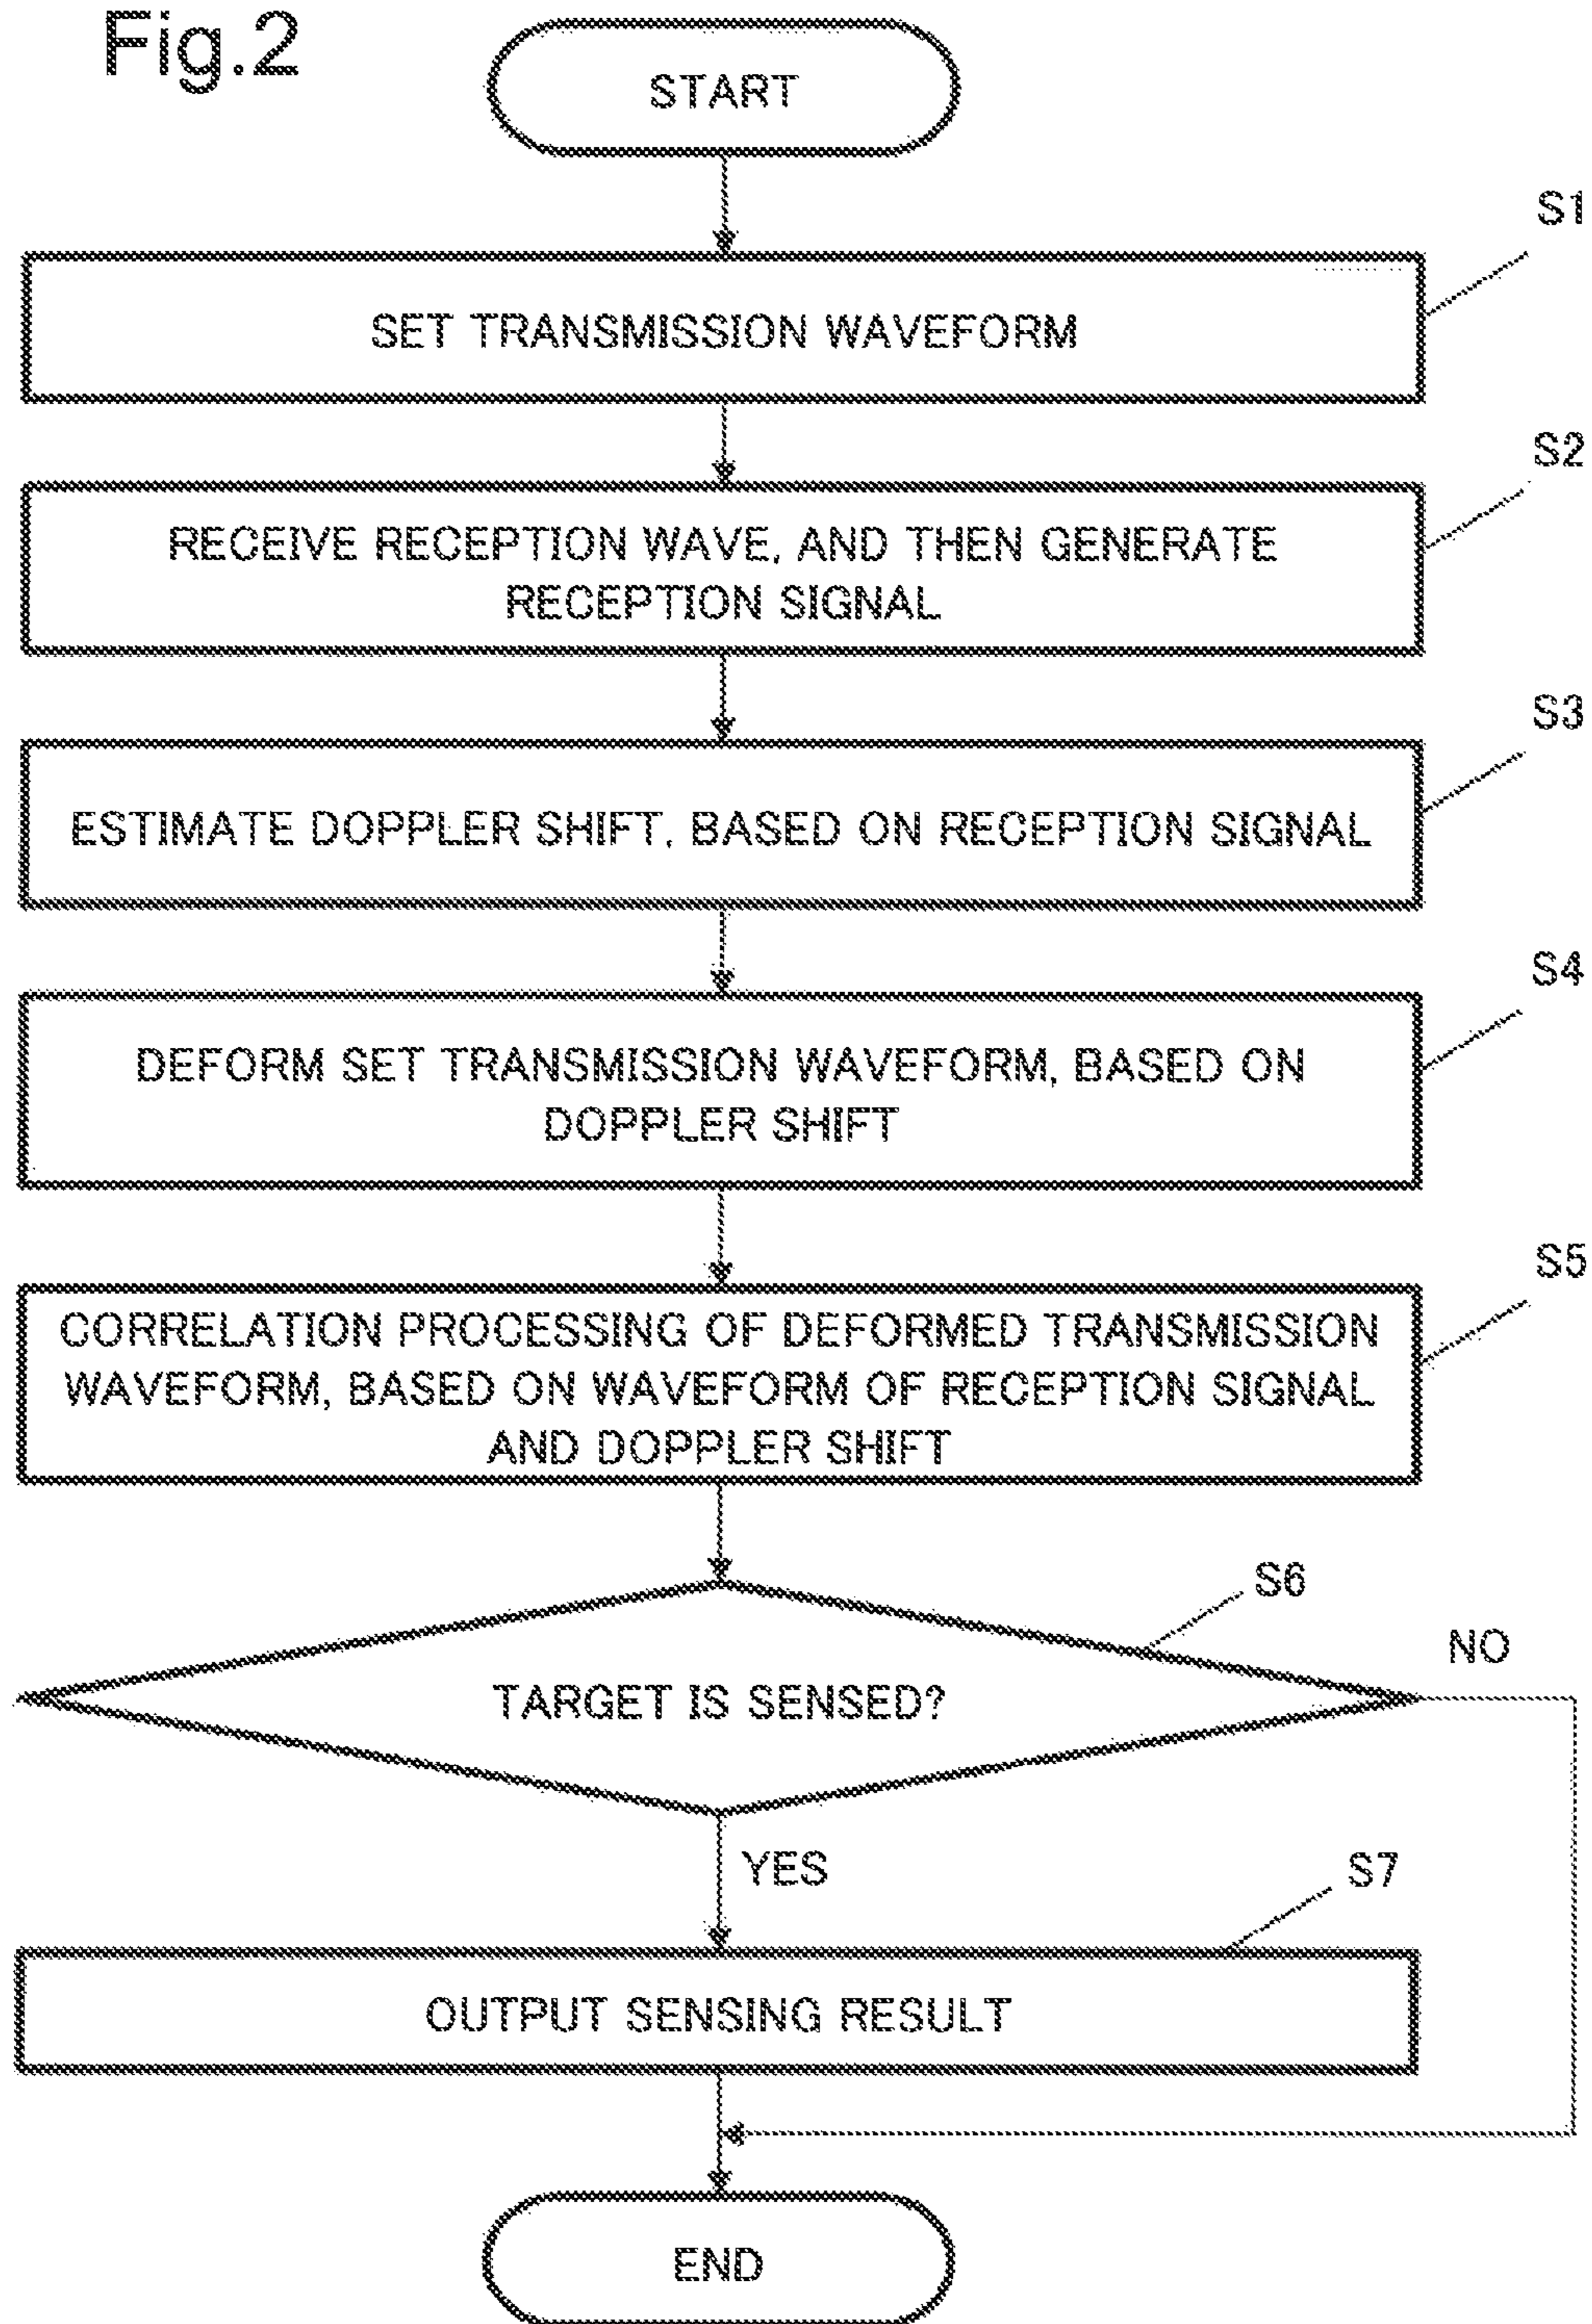 Fig.2
START
S1
SET TRANSMISSION WAVEFORM
S2
RECEIVE RECEPTION WAVE, AND THEN GENERATE
RECEPTION SIGNAL
S3
ESTIMATE DOPPLER SHIFT, BASED ON RECEPTION SIGNAL
S4
DEFORM SET TRANSMISSION WAVEFORM, BASED ON
DOPPLER SHIFT
S5
CORRELATION PROCESSING OF DEFORMED TRANSMISSION
WAVEFORM, BASED ON WAVEFORM OF RECEPTION SIGNAL
AND DOPPLER SHIFT
S6
NO
TARGET IS SENSED?
YES
S7
OUTPUT SENSING RESULT
END